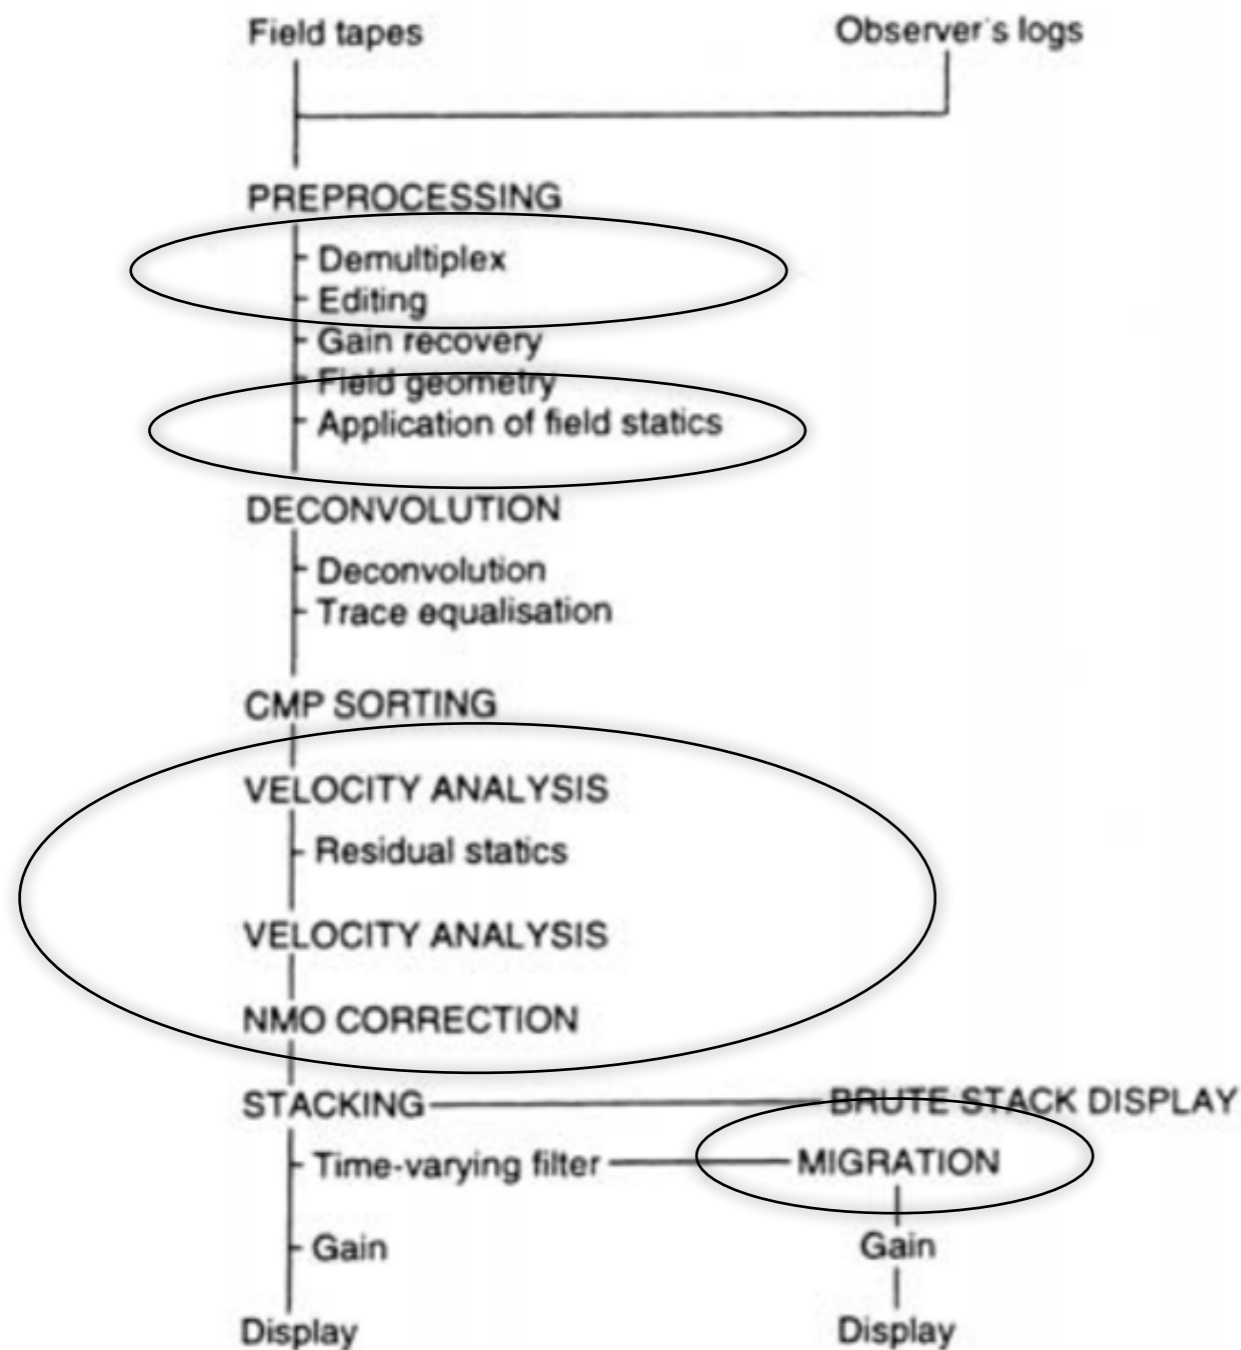 Field tapes
Observer's logs
PREPROCESSING
Demultiplex
Editing
Gain recovery
Field geometry
Application of field statics
DECONVOLUTION
Deconvolution
Trace equalisation
CMP SORTING
VELOCITY ANALYSIS
Residual statics
VELOCITY ANALYSIS
NMO CORRECTION
STACKING
BRUTE STACK DISPLAY
Time-varying filter
MIGRATION
Gain
Gain
Display
Display